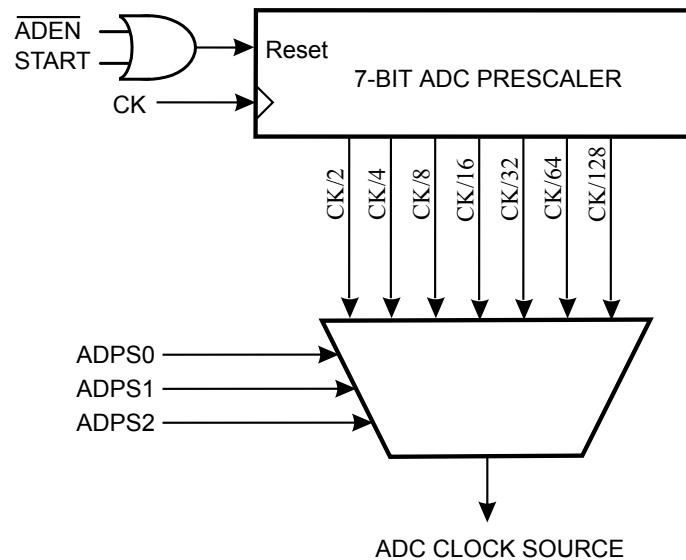 ADEN
START
Reset
7-BIT ADC PRESCALER
CK
CK/2
CK/4
CK/8
CK/16
CK/32
CK/64
CK/128
ADPS0
ADPS1
ADPS2
ADC CLOCK SOURCE